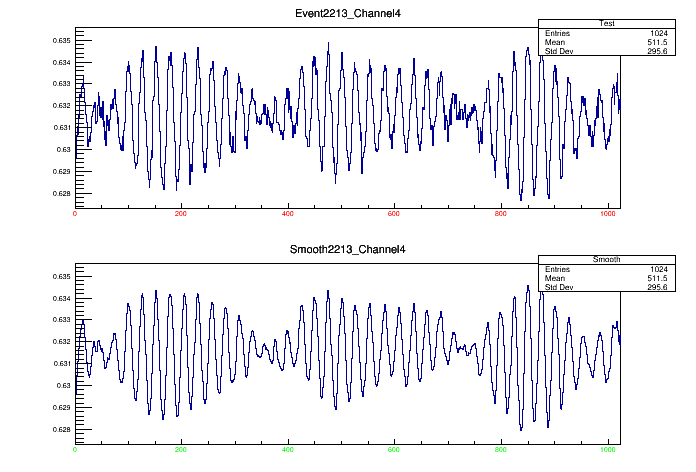 Event2213_Channel4
Test
Entries 1024
Mean 511.5
Std Dev 295.6
0.635
0.634
0.633
0.632
0.631
0.63
0.629
0.628
0 200 400 600 800 1000
Smooth2213_Channel4
Smooth
Entries 1024
Mean 511.5
Std Dev 295.6
0.635
0.634
0.633
0.632
0.631
0.63
0.629
0.628
0 200 400 600 800 1000